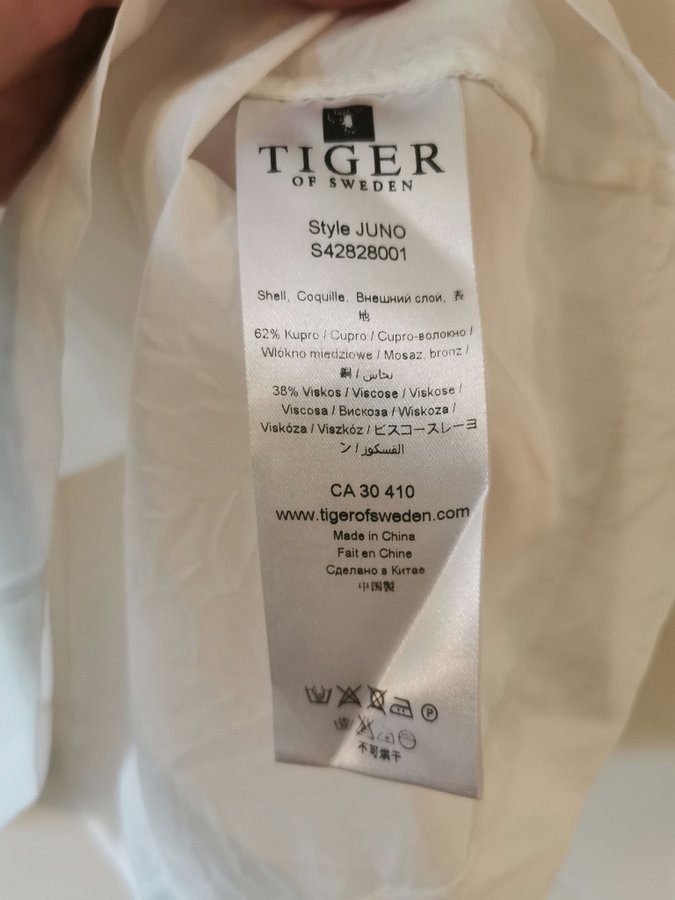 TIGER
OF SWEDEN
Style JUNO
S42828001
Shell, Coquille, Внешний слой, 表
地
62% Kupro / Cupro / Cupro-волокно /
Włókno miedziowe / Mosaz, bronz /
銅 / نحاس
38% Viskos / Viscose / Viskose /
Viscosa / Вискоза / Wiskoza /
Viskóza / Viszkóz / ビスコースレーヨ
ン / الفسكوز
CA 30 410
www.tigerofsweden.com
Made in China
Fait en Chine
Сделано в Китае
中国製
P
不可烘干